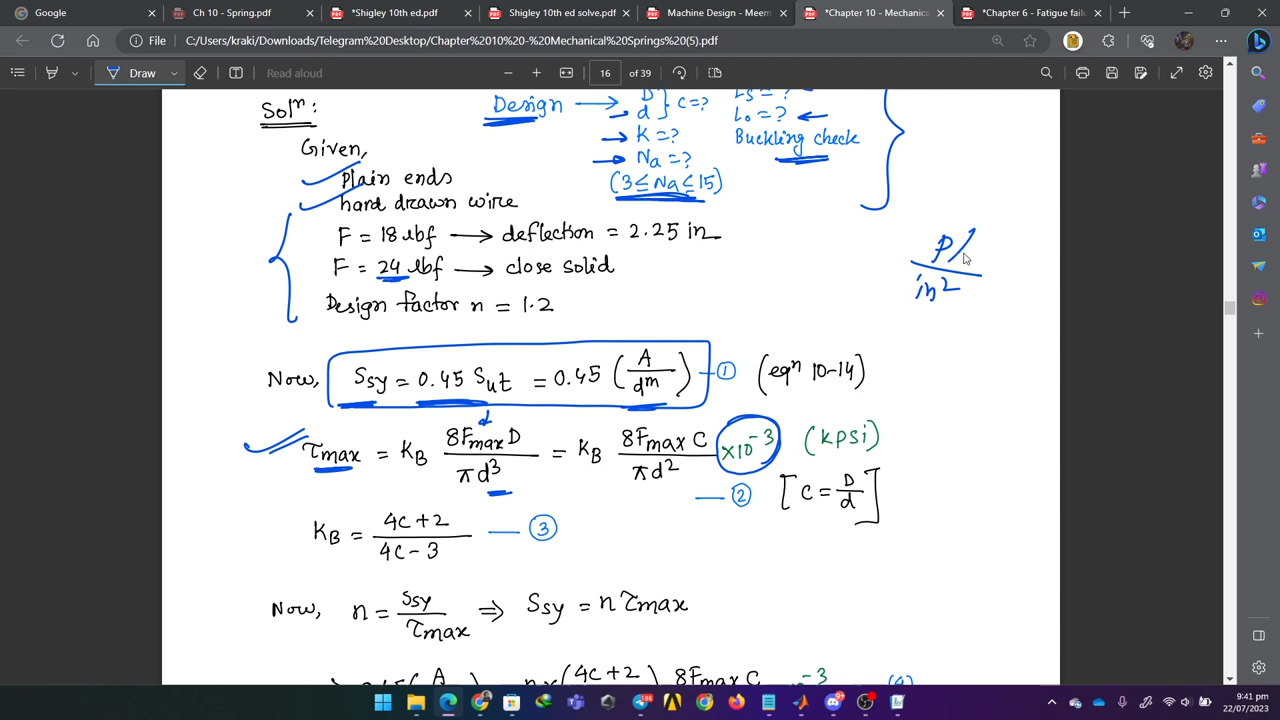 Google
Ch 10 - Spring.pdf
*Shigley 10th ed.pdf
Shigley 10th ed solve.pdf
Machine Design - Meem
*Chapter 10 - Mechanica
*Chapter 6 - Fatigue failu
File
C:/Users/kraki/Downloads/Telegram%20Desktop/Chapter%2010%20-%20Mechanical%20Springs%20(5).pdf
Draw
Read aloud
16 of 39
Solⁿ:
Design → D
d } C = ?
Ls = ?
L₀ = ? ←
→ K = ?
Buckling check
Given,
→ Na = ?
(3 ≤ Na ≤ 15)
Plain ends
hard drawn wire
F = 18 lbf → deflection = 2.25 in
P/
in²
F = 24 lbf → close solid
Design factor n = 1.2
Now, Ssy = 0.45 Sut = 0.45 (A/dᵐ) — ① (eqⁿ 10-14)
τmax = KB 8FmaxD/πd³ = KB 8FmaxC/πd² ×10⁻³ (kpsi)
— ② [C = D/d]
KB = 4C+2/4C-3 — ③
Now, n = Ssy/τmax ⇒ Ssy = n τmax
9:41 pm
22/07/2023